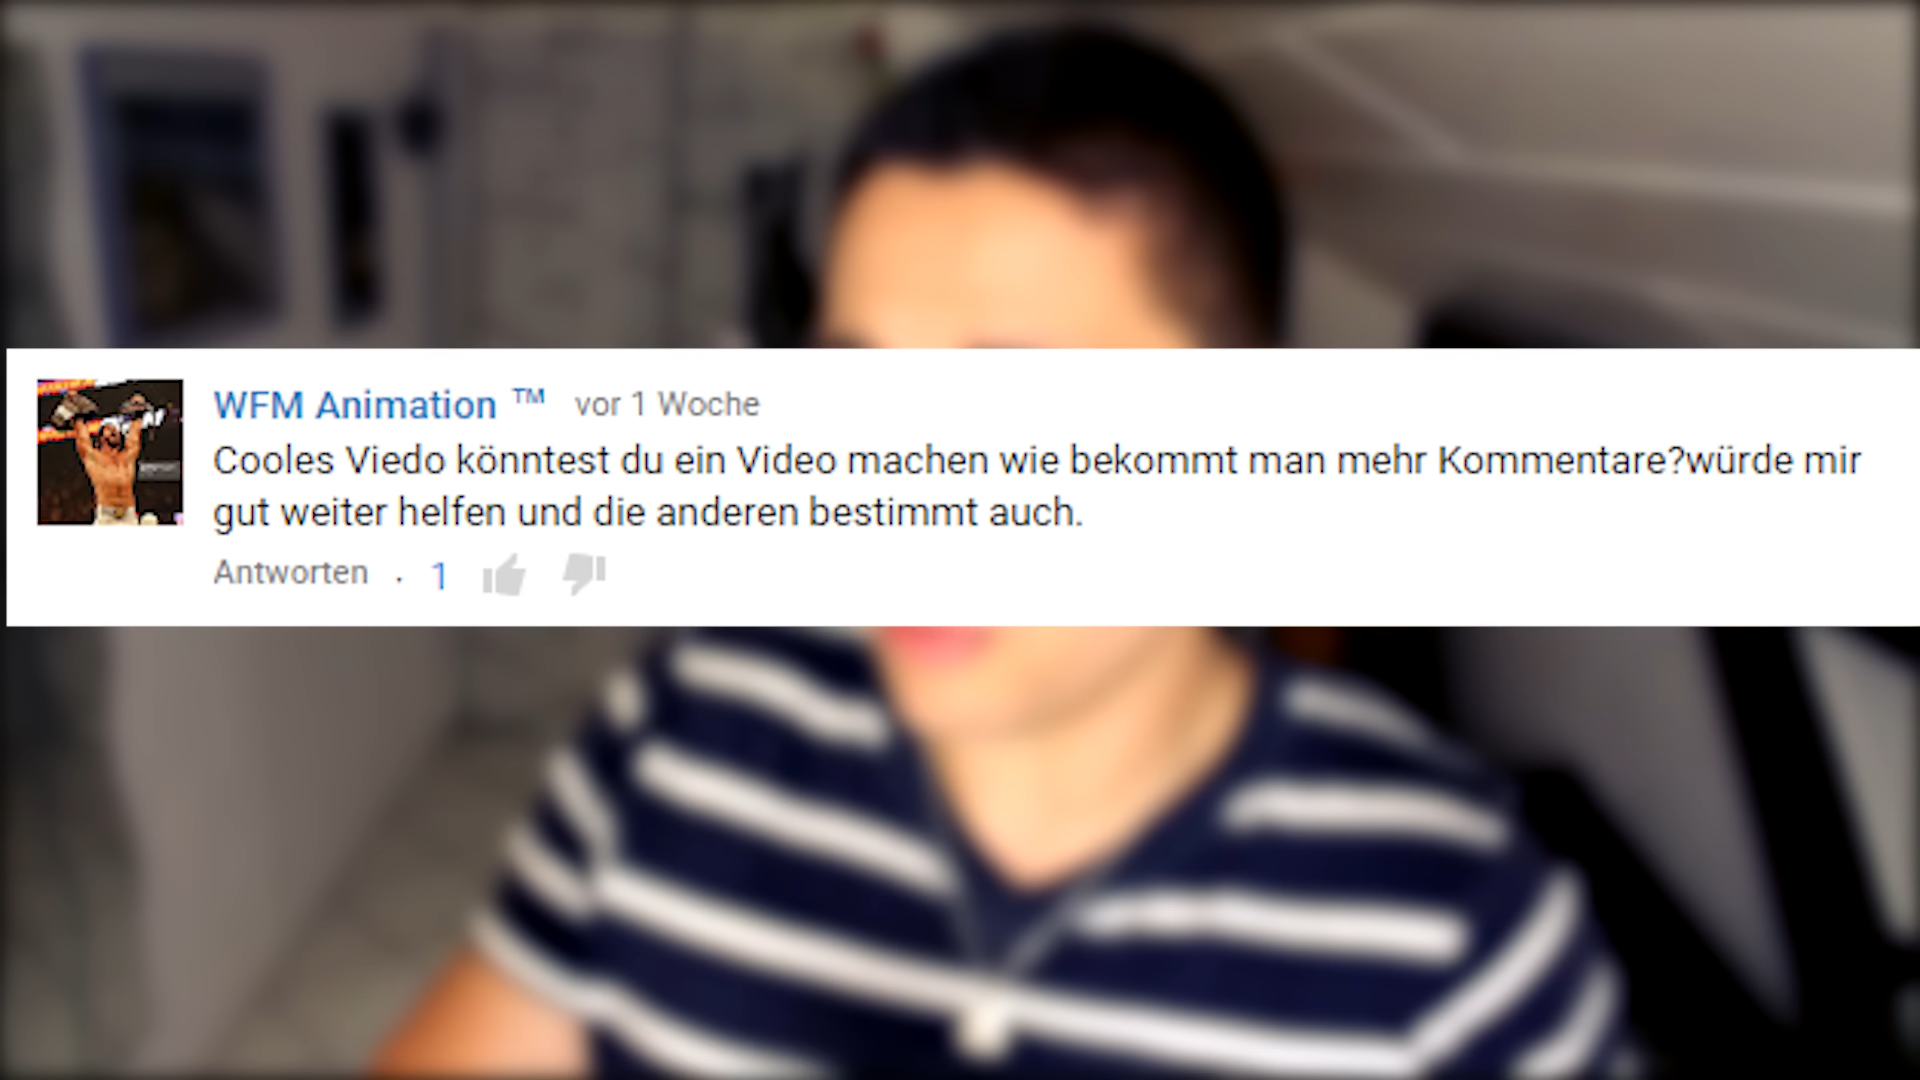 WFM Animation ™ vor 1 Woche
Cooles Viedo könntest du ein Video machen wie bekommt man mehr Kommentare?würde mir
gut weiter helfen und die anderen bestimmt auch.
Antworten . 1